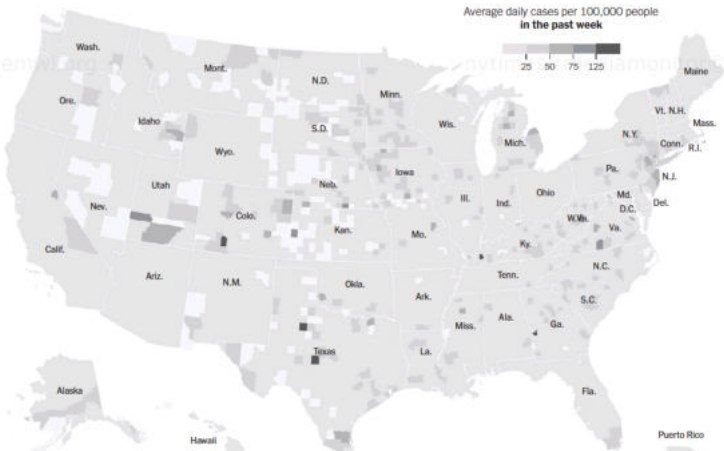 Average daily cases per 100,000 people
in the past week
25 50 75 125
Wash.
Mont.
N.D.
Minn.
Maine
Ore.
Idaho
S.D.
Wis.
Vt. N.H.
Mass.
Wyo.
Mich.
N.Y.
Conn.
R.I.
Iowa
Pa.
Nev.
Utah
Neb.
Ill.
Ind.
Ohio
N.J.
Md.
Del.
D.C.
Colo.
Kan.
Mo.
W.Va.
Va.
Calif.
Ky.
Ariz.
N.M.
Okla.
Ark.
Tenn.
N.C.
S.C.
Miss.
Ala.
Ga.
Texas
La.
Alaska
Fla.
Hawaii
Puerto Rico